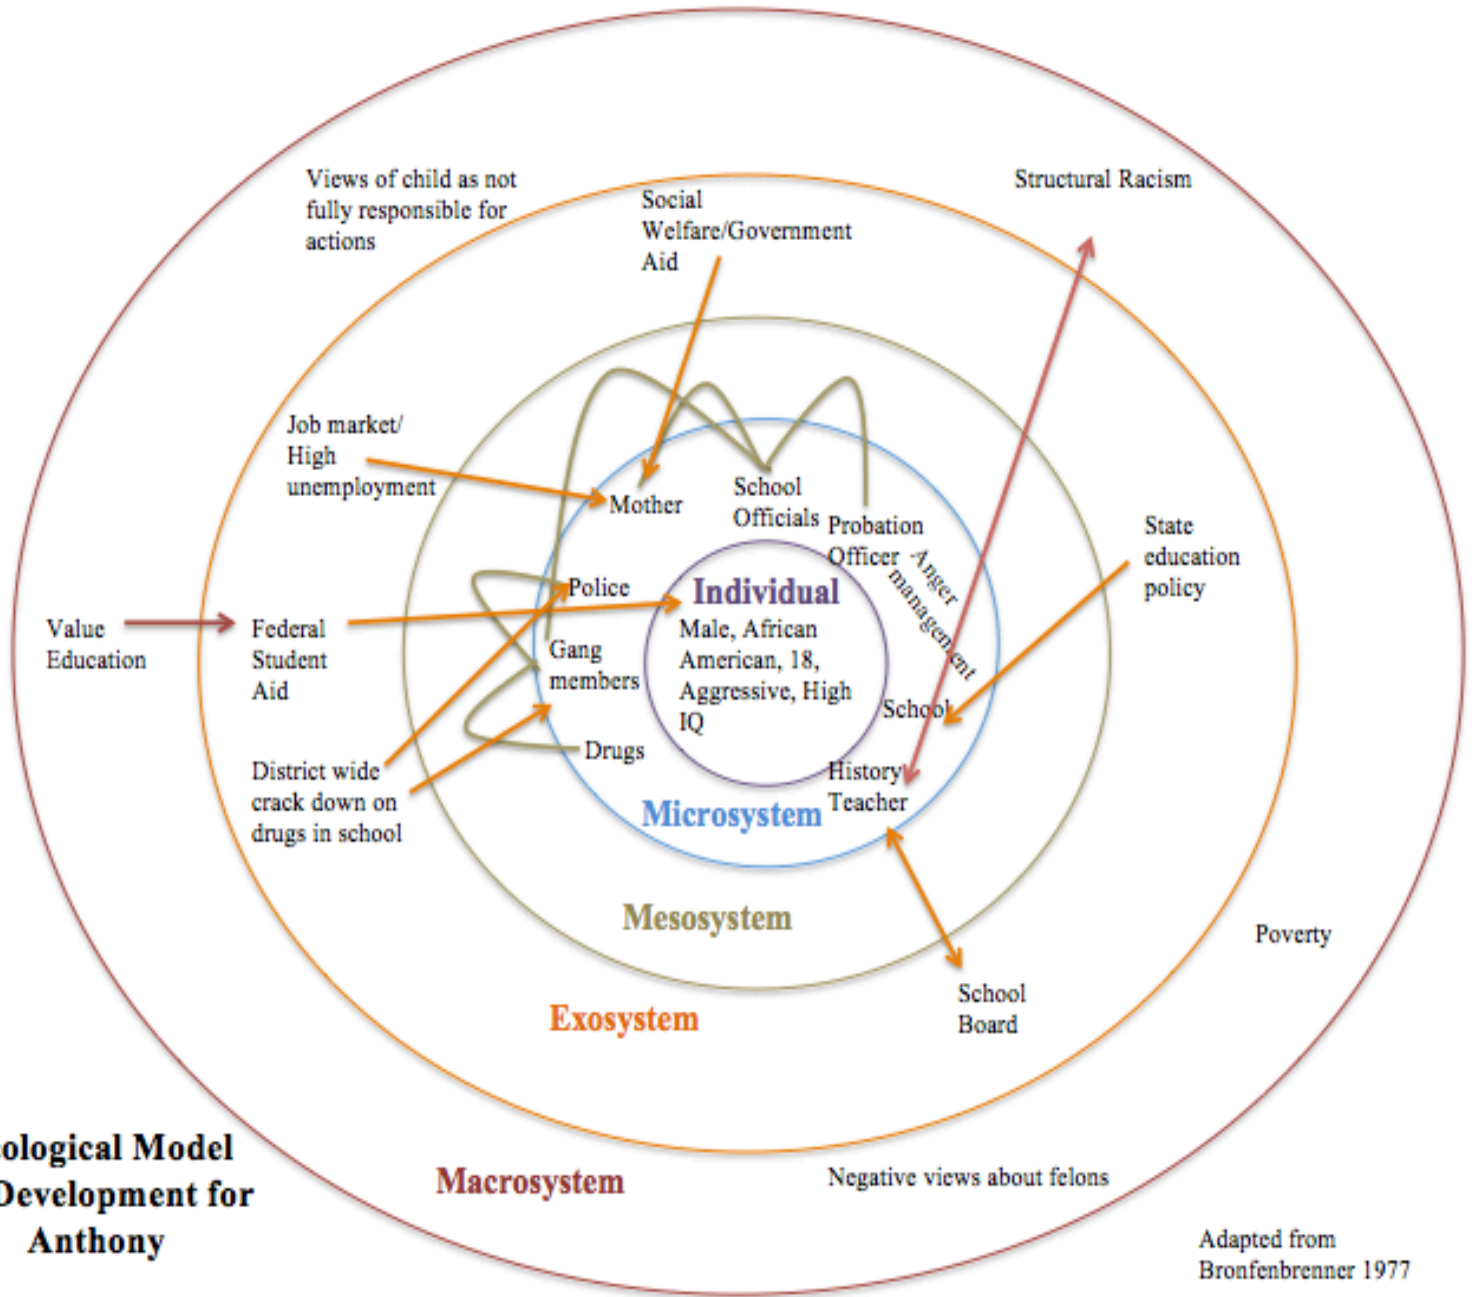 Views of child as not
fully responsible for
actions
Structural Racism
Social
Welfare/Government
Aid
Job market/
High
unemployment
Mother
School
Officials
Probation
Officer
Anger
management
State
education
policy
Police
Individual
Male, African
American, 18,
Aggressive, High
IQ
Value
Education
Federal
Student
Aid
Gang
members
School
Drugs
District wide
crack down on
drugs in school
History
Teacher
Microsystem
Mesosystem
Poverty
School
Board
Exosystem
Macrosystem
Negative views about felons
ological Model
Development for
Anthony
Adapted from
Bronfenbrenner 1977